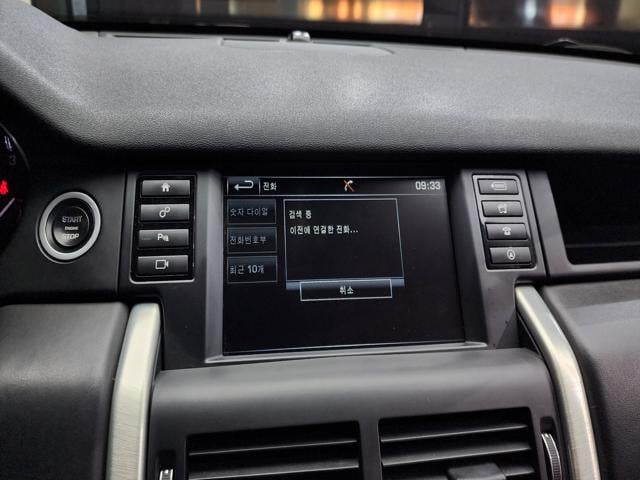 전화
09:33
숫자 다이얼
전화번호부
최근 10개
검색 중
이전에 연결한 전화...
취소
START
ENGINE
STOP